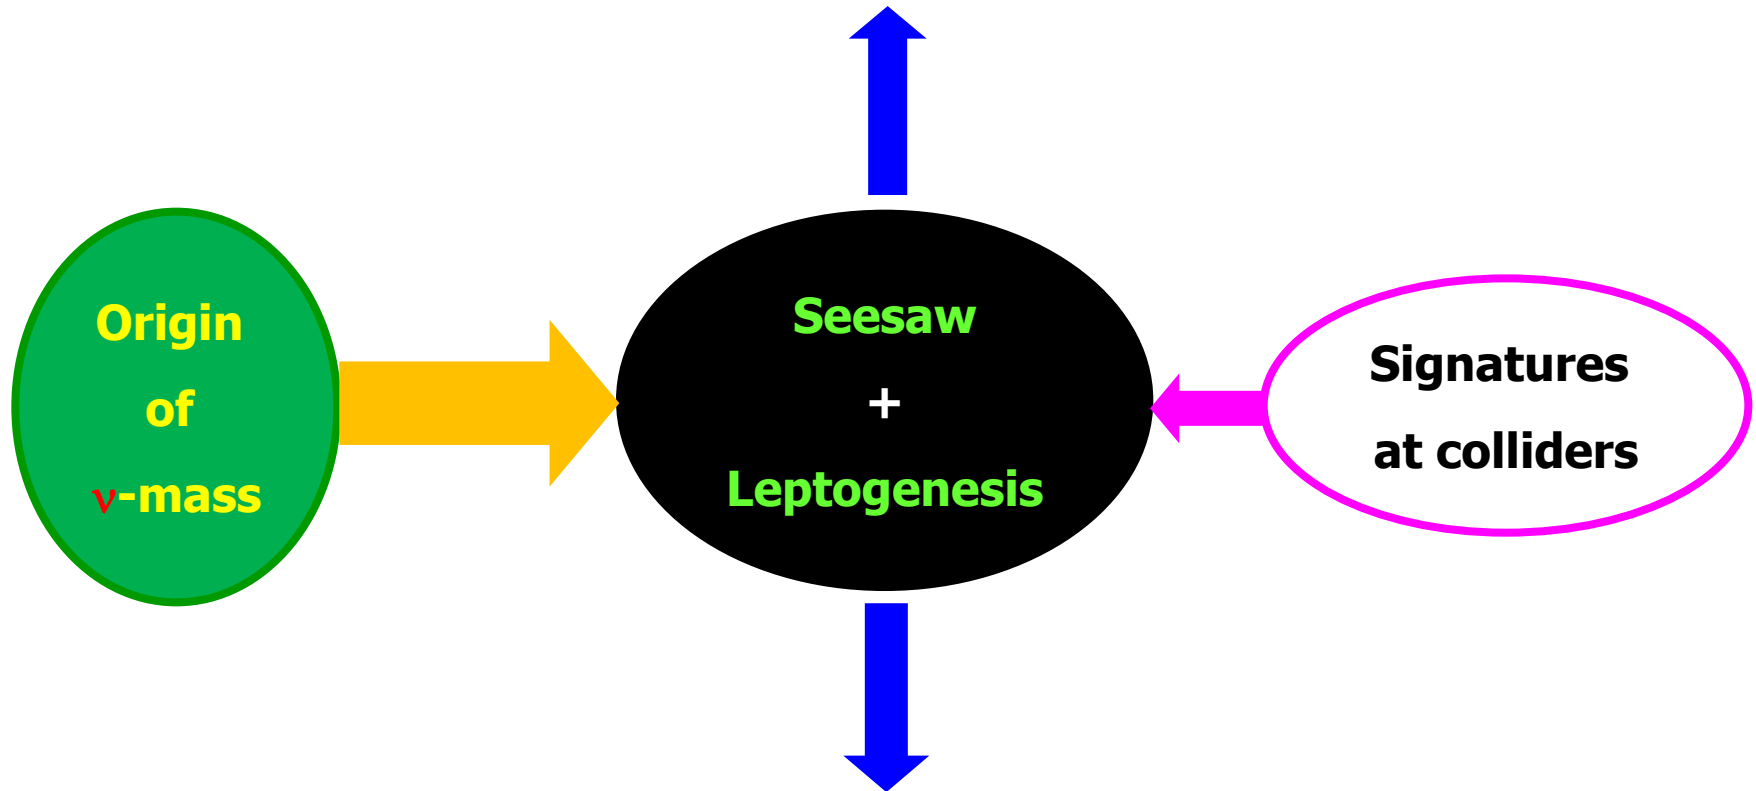 Origin
of
ν-mass
Seesaw
+
Leptogenesis
Signatures
at colliders